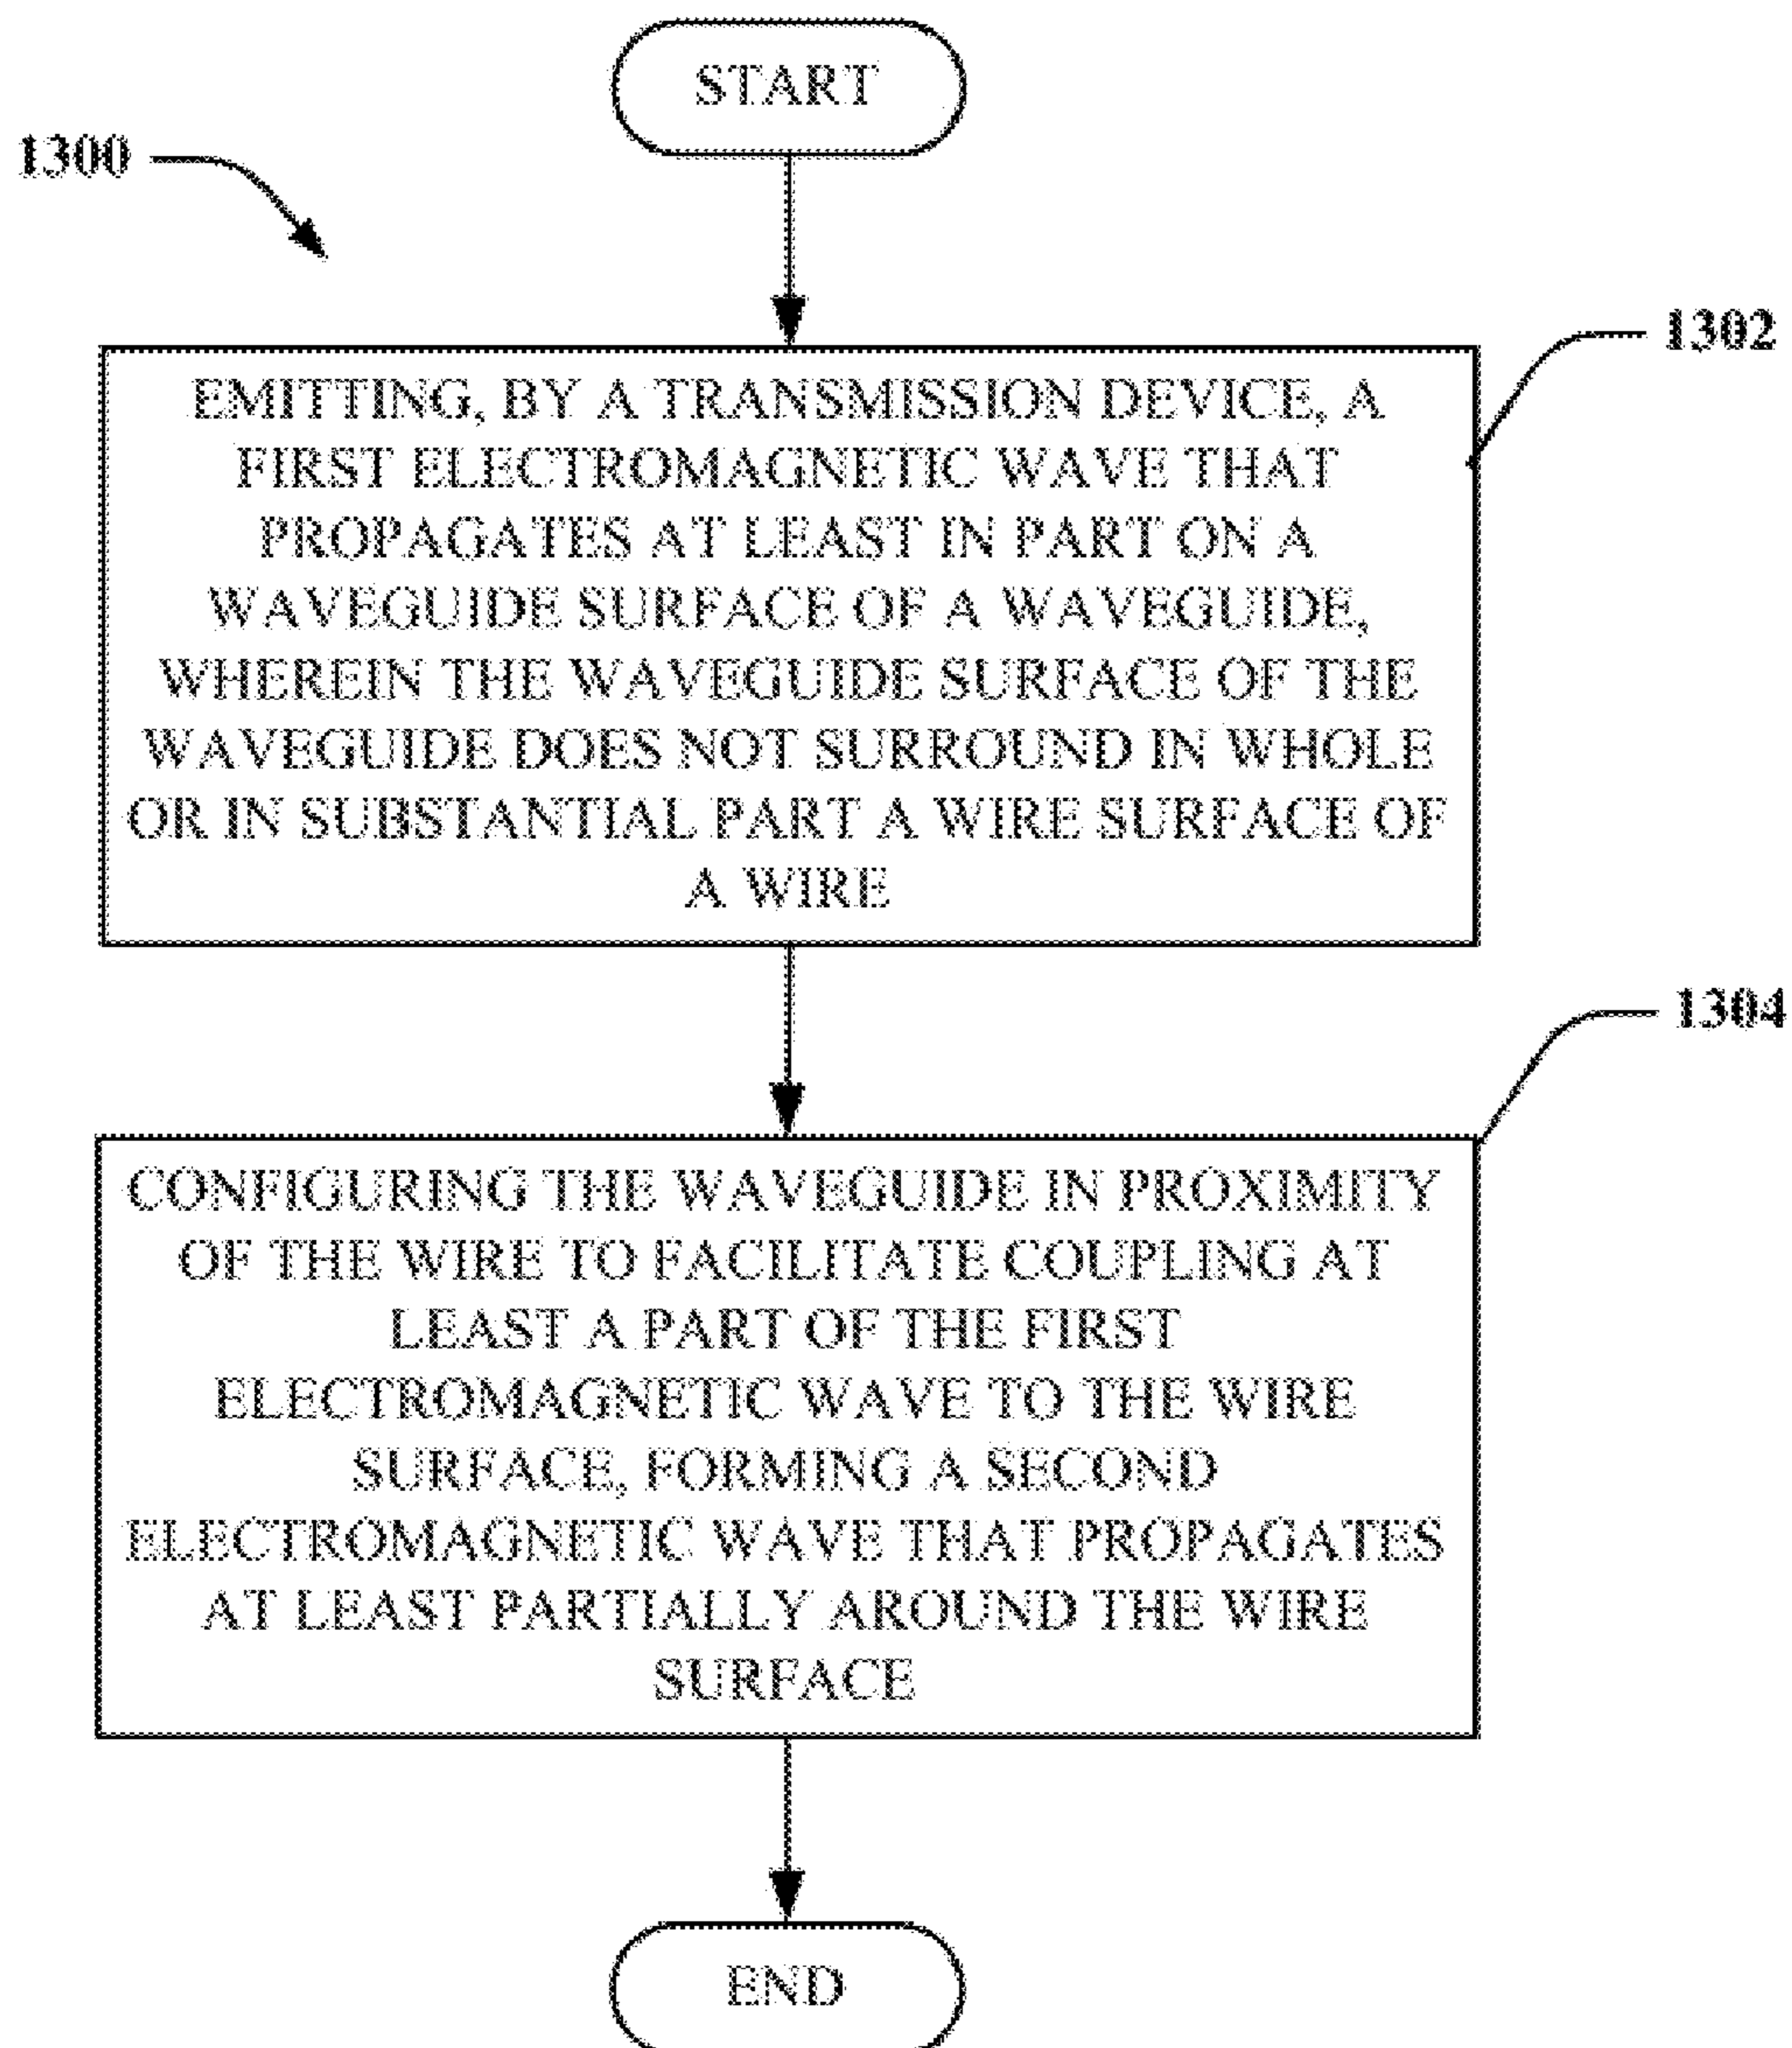 START
1300
1302
EMITTING, BY A TRANSMISSION DEVICE, A
FIRST ELECTROMAGNETIC WAVE THAT
PROPAGATES AT LEAST IN PART ON A
WAVEGUIDE SURFACE OF A WAVEGUIDE,
WHEREIN THE WAVEGUIDE SURFACE OF THE
WAVEGUIDE DOES NOT SURROUND IN WHOLE
OR IN SUBSTANTIAL PART A WIRE SURFACE OF
A WIRE
1304
CONFIGURING THE WAVEGUIDE IN PROXIMITY
OF THE WIRE TO FACILITATE COUPLING AT
LEAST A PART OF THE FIRST
ELECTROMAGNETIC WAVE TO THE WIRE
SURFACE, FORMING A SECOND
ELECTROMAGNETIC WAVE THAT PROPAGATES
AT LEAST PARTIALLY AROUND THE WIRE
SURFACE
END